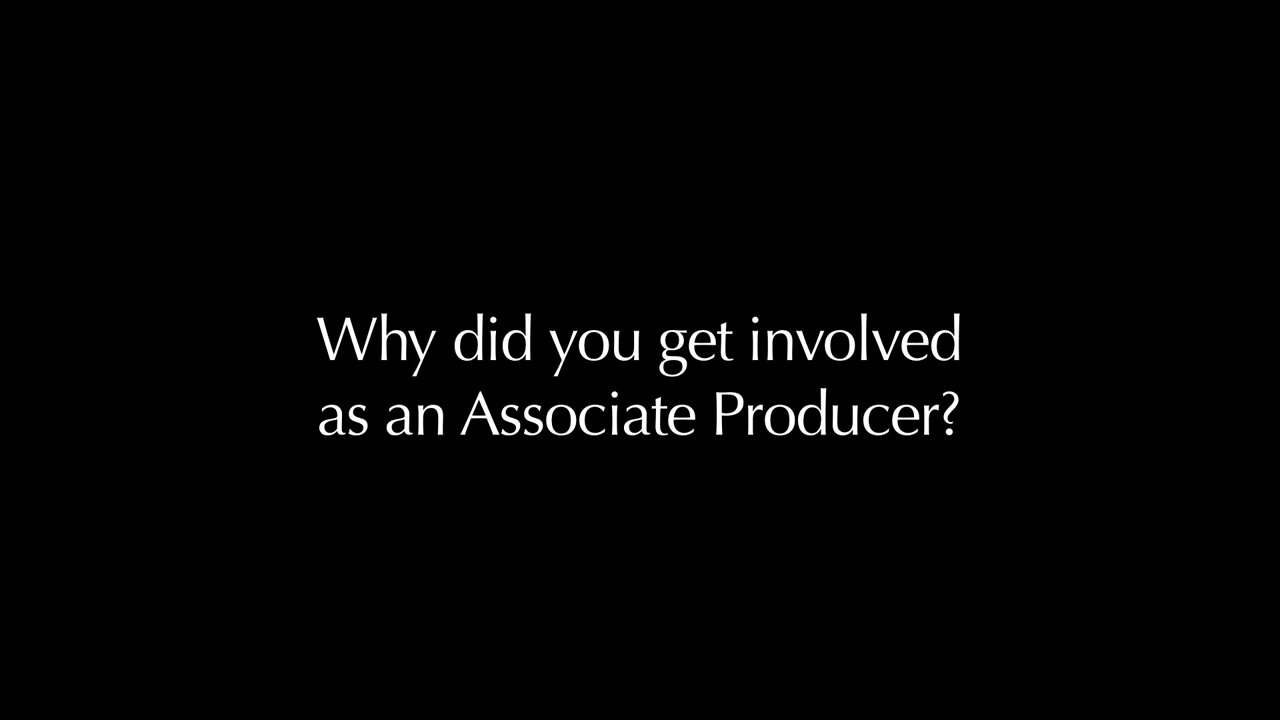 Why did you get involved
as an Associate Producer?